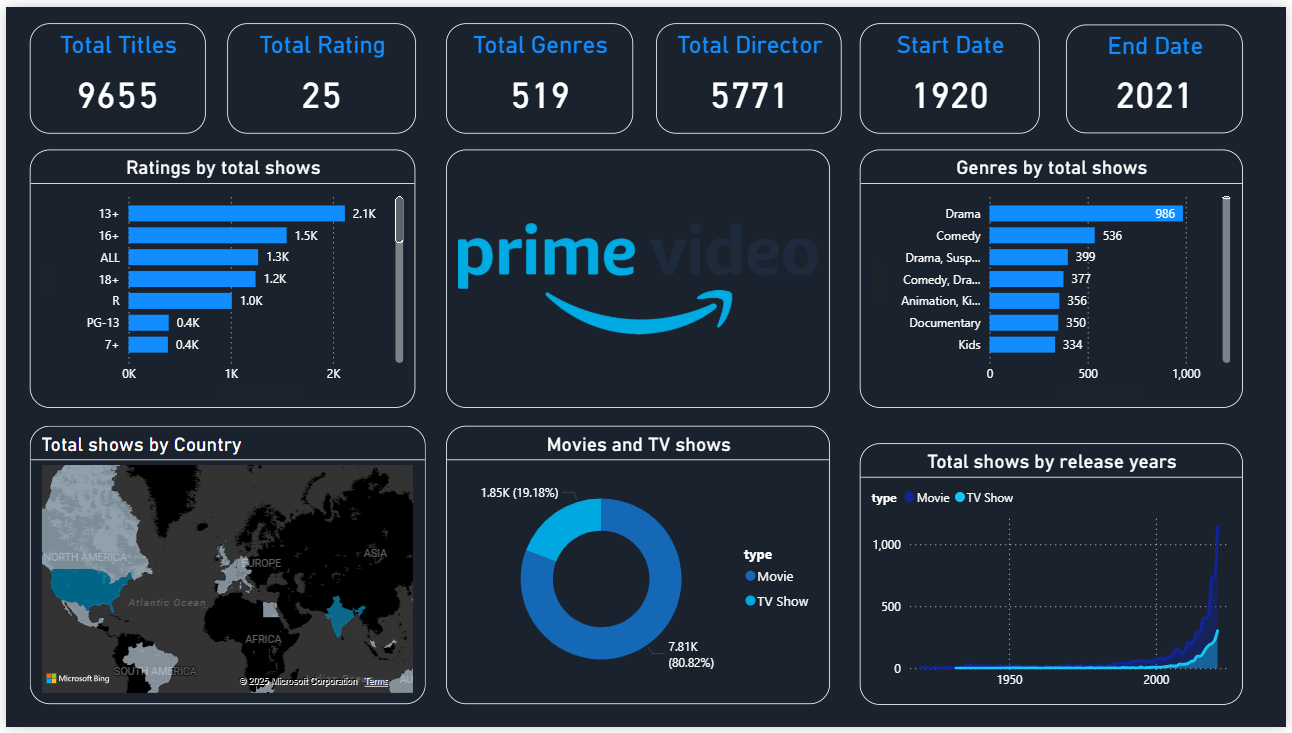 Total Titles
9655
Total Rating
25
Total Genres
519
Total Director
5771
Start Date
1920
End Date
2021
Ratings by total shows
13+ 2.1K
16+ 1.5K
ALL 1.3K
18+ 1.2K
R 1.0K
PG-13 0.4K
7+ 0.4K
0K 1K 2K
prime video
Genres by total shows
Drama 986
Comedy 536
Drama, Susp... 399
Comedy, Dra... 377
Animation, Ki... 356
Documentary 350
Kids 334
0 500 1,000
Total shows by Country
NORTH AMERICA
EUROPE
ASIA
Atlantic Ocean
AFRICA
SOUTH AMERICA
Microsoft Bing
© 2025 Microsoft Corporation Terms
Movies and TV shows
1.85K (19.18%)
type
Movie
TV Show
7.81K
(80.82%)
Total shows by release years
type Movie TV Show
1,000
500
0
1950 2000